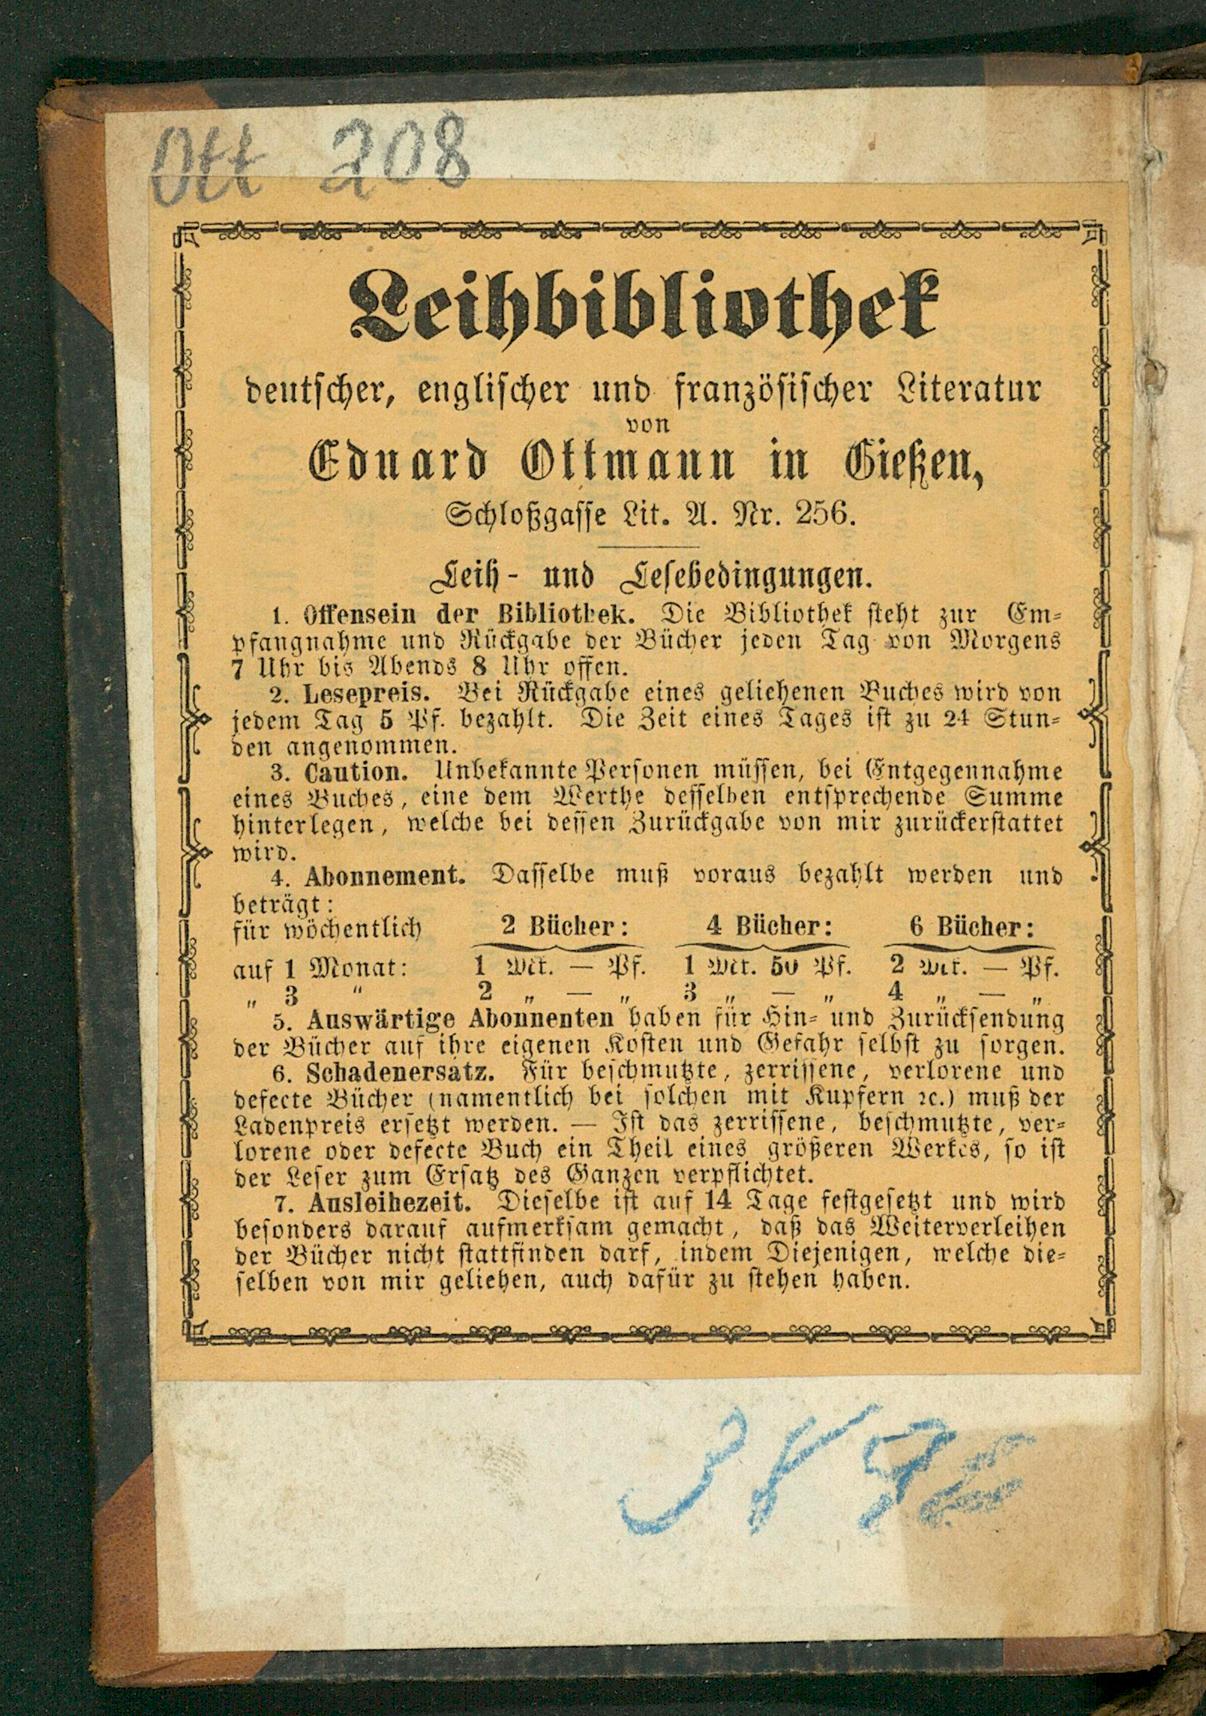 Ott 208
Leihbibliothek
deutscher, englischer und französischer Literatur
von
Eduard Ottmann in Gießen,
Schloßgasse Lit. A. Nr. 256.
Leih- und Lesebedingungen.
1. Offensein der Bibliothek. Die Bibliothek steht zur Em-
pfangnahme und Rückgabe der Bücher jeden Tag von Morgens
7 Uhr bis Abends 8 Uhr offen.
2. Lesepreis. Bei Rückgabe eines geliehenen Buches wird von
jedem Tag 5 Pf. bezahlt. Die Zeit eines Tages ist zu 24 Stun-
den angenommen.
3. Caution. Unbekannte Personen müssen, bei Entgegennahme
eines Buches, eine dem Werthe desselben entsprechende Summe
hinterlegen, welche bei dessen Zurückgabe von mir zurückerstattet
wird.
4. Abonnement. Dasselbe muß voraus bezahlt werden und
beträgt:
für wöchentlich 2 Bücher: 4 Bücher: 6 Bücher:
auf 1 Monat: 1 Mk. — Pf. 1 Mk. 50 Pf. 2 Mk. — Pf.
„ 3 " 2 „ — „ 3 „ — „ 4 „ — „
5. Auswärtige Abonnenten haben für Hin- und Zurücksendung
der Bücher auf ihre eigenen Kosten und Gefahr selbst zu sorgen.
6. Schadenersatz. Für beschmutzte, zerrissene, verlorene und
defecte Bücher (namentlich bei solchen mit Kupfern ꝛc.) muß der
Ladenpreis ersetzt werden. — Ist das zerrissene, beschmutzte, ver-
lorene oder defecte Buch ein Theil eines größeren Werkes, so ist
der Leser zum Ersatz des Ganzen verpflichtet.
7. Ausleihezeit. Dieselbe ist auf 14 Tage festgesetzt und wird
besonders darauf aufmerksam gemacht, daß das Weiterverleihen
der Bücher nicht stattfinden darf, indem Diejenigen, welche die-
selben von mir geliehen, auch dafür zu stehen haben.